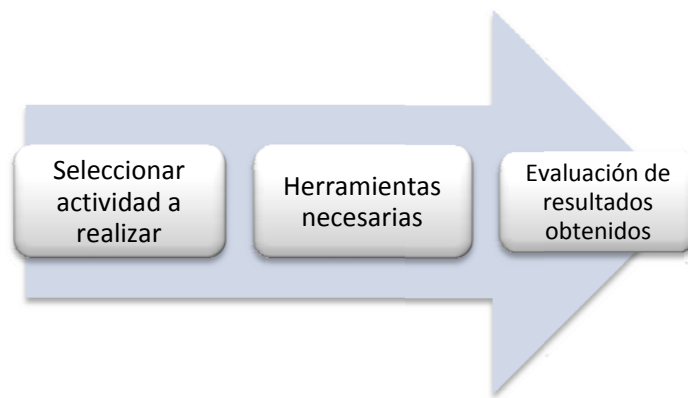 Seleccionar
actividad a
realizar
Herramientas
necesarias
Evaluación de
resultados
obtenidos